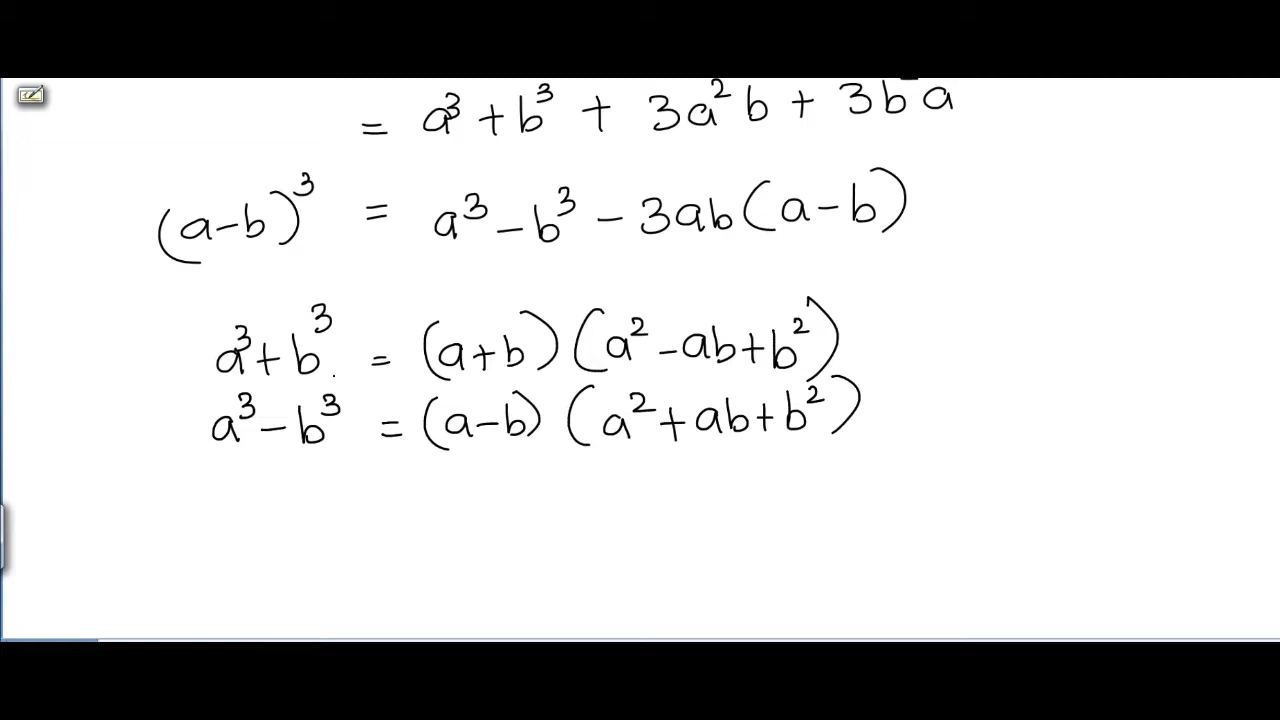 = a³ + b³ + 3a²b + 3b²a
(a-b)³ = a³ - b³ - 3ab(a-b)
a³+b³ = (a+b)(a²-ab+b²)
a³-b³ = (a-b)(a²+ab+b²)